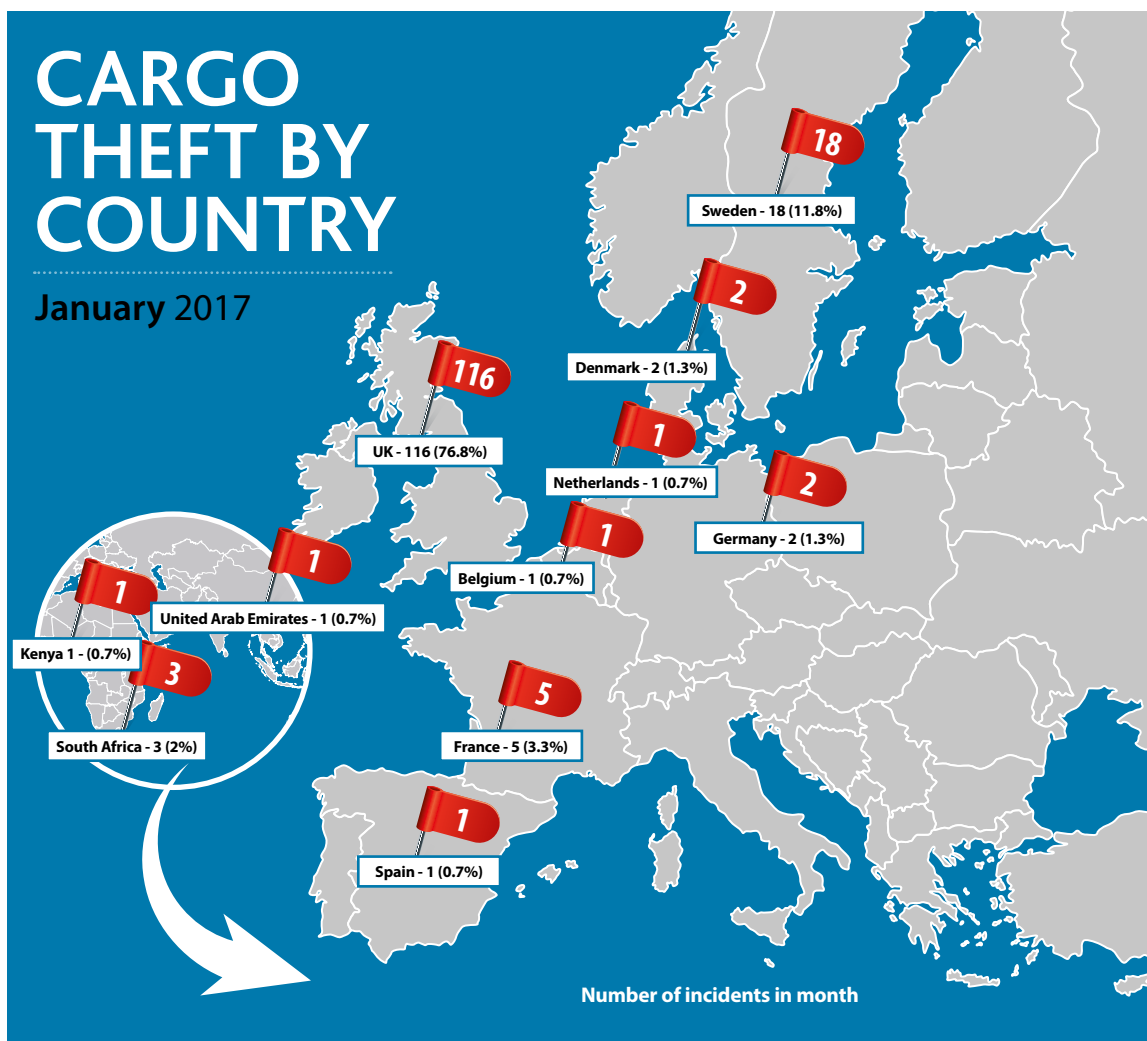 CARGO
THEFT BY
COUNTRY
January 2017
18
Sweden - 18 (11.8%)
2
Denmark - 2 (1.3%)
116
UK - 116 (76.8%)
1
Netherlands - 1 (0.7%)
2
Germany - 2 (1.3%)
1
Belgium - 1 (0.7%)
1
United Arab Emirates - 1 (0.7%)
1
Kenya 1 - (0.7%)
3
South Africa - 3 (2%)
5
France - 5 (3.3%)
1
Spain - 1 (0.7%)
Number of incidents in month